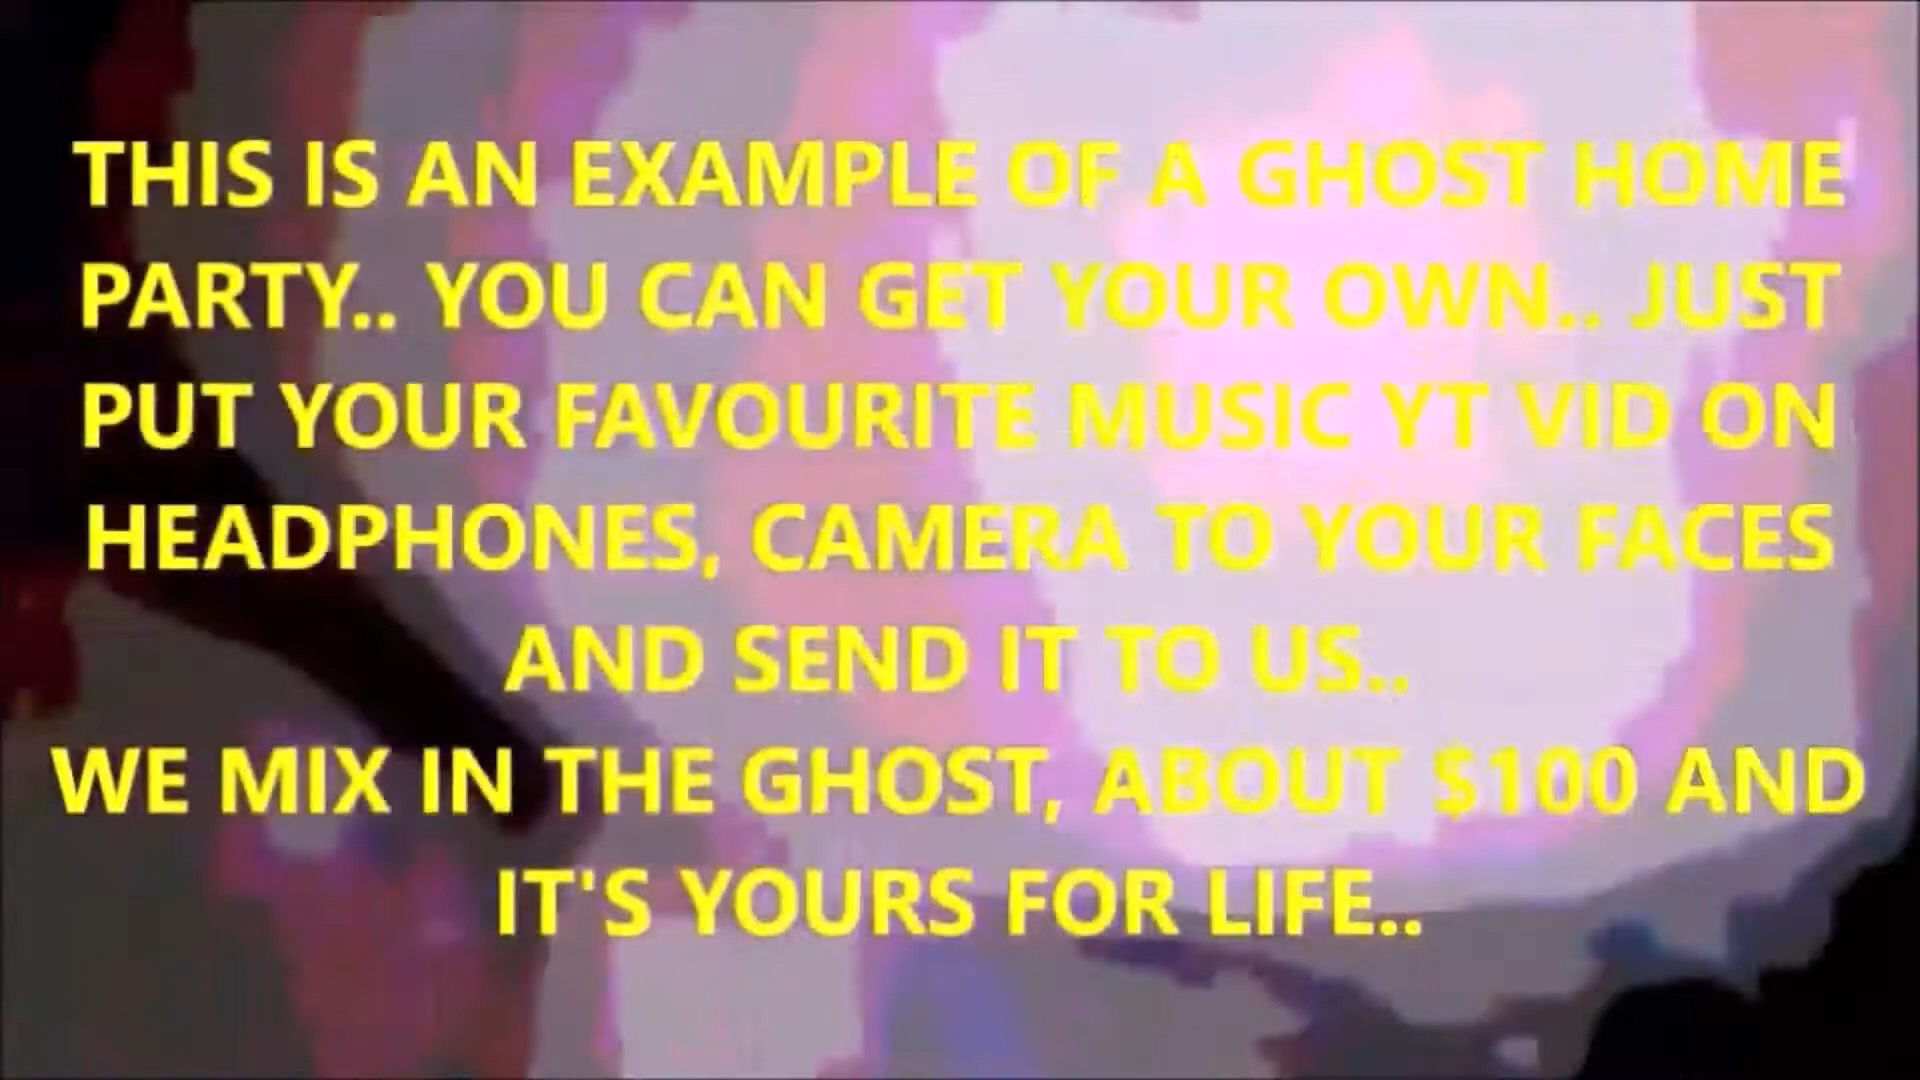 THIS IS AN EXAMPLE OF A GHOST HOME
PARTY.. YOU CAN GET YOUR OWN.. JUST
PUT YOUR FAVOURITE MUSIC YT VID ON
HEADPHONES, CAMERA TO YOUR FACES
AND SEND IT TO US..
WE MIX IN THE GHOST, ABOUT $100 AND
IT'S YOURS FOR LIFE..